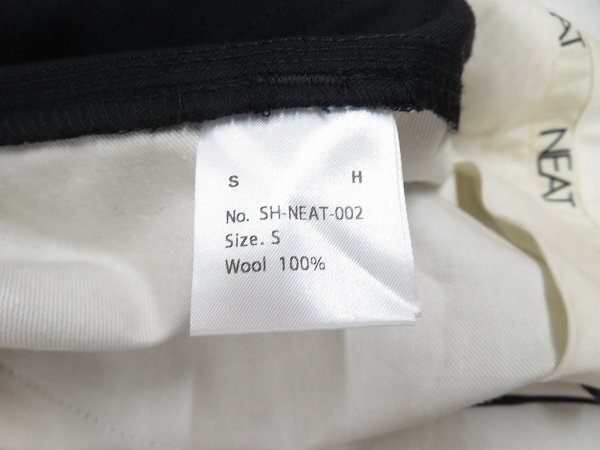 S H
No. SH-NEAT-002
Size. S
Wool 100%
NEAT